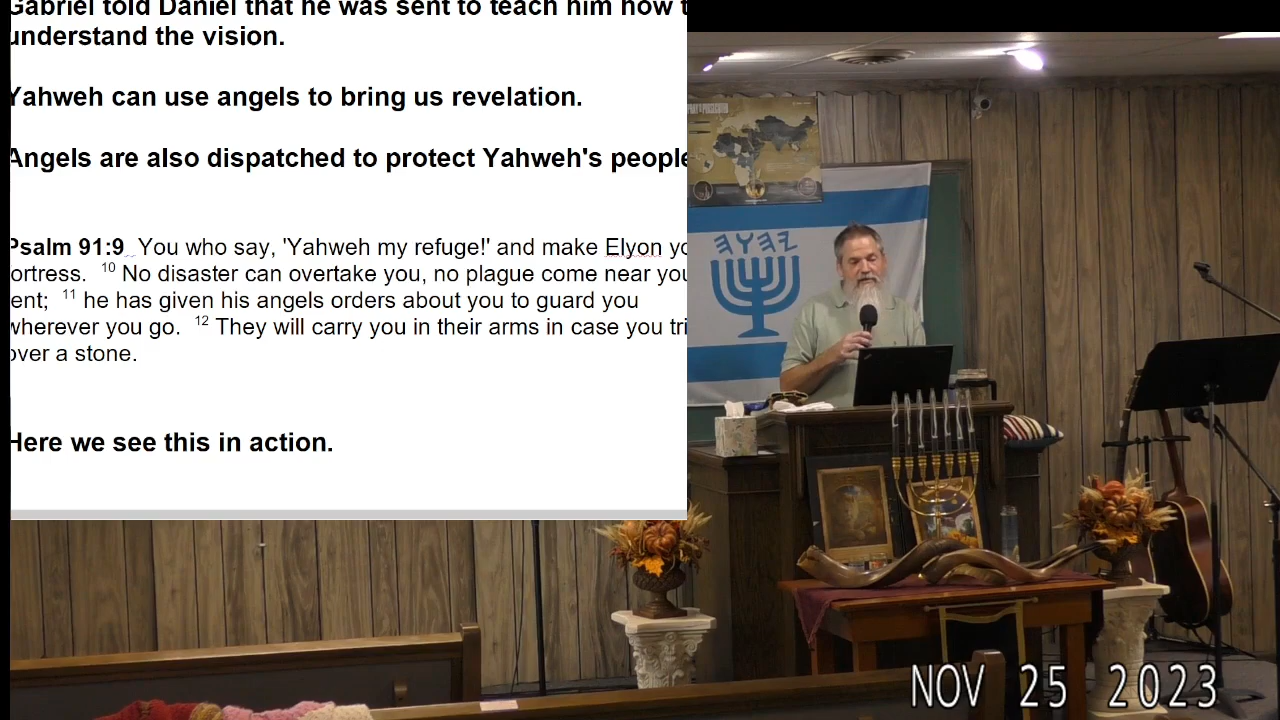 Gabriel told Daniel that he was sent to teach him how t
understand the vision.
Yahweh can use angels to bring us revelation.
Angels are also dispatched to protect Yahweh's people
Psalm 91:9 You who say, 'Yahweh my refuge!' and make Elyon yo
ortress. 10 No disaster can overtake you, no plague come near you
ent; 11 he has given his angels orders about you to guard you
wherever you go. 12 They will carry you in their arms in case you tri
over a stone.
Here we see this in action.
NOV 25 2023